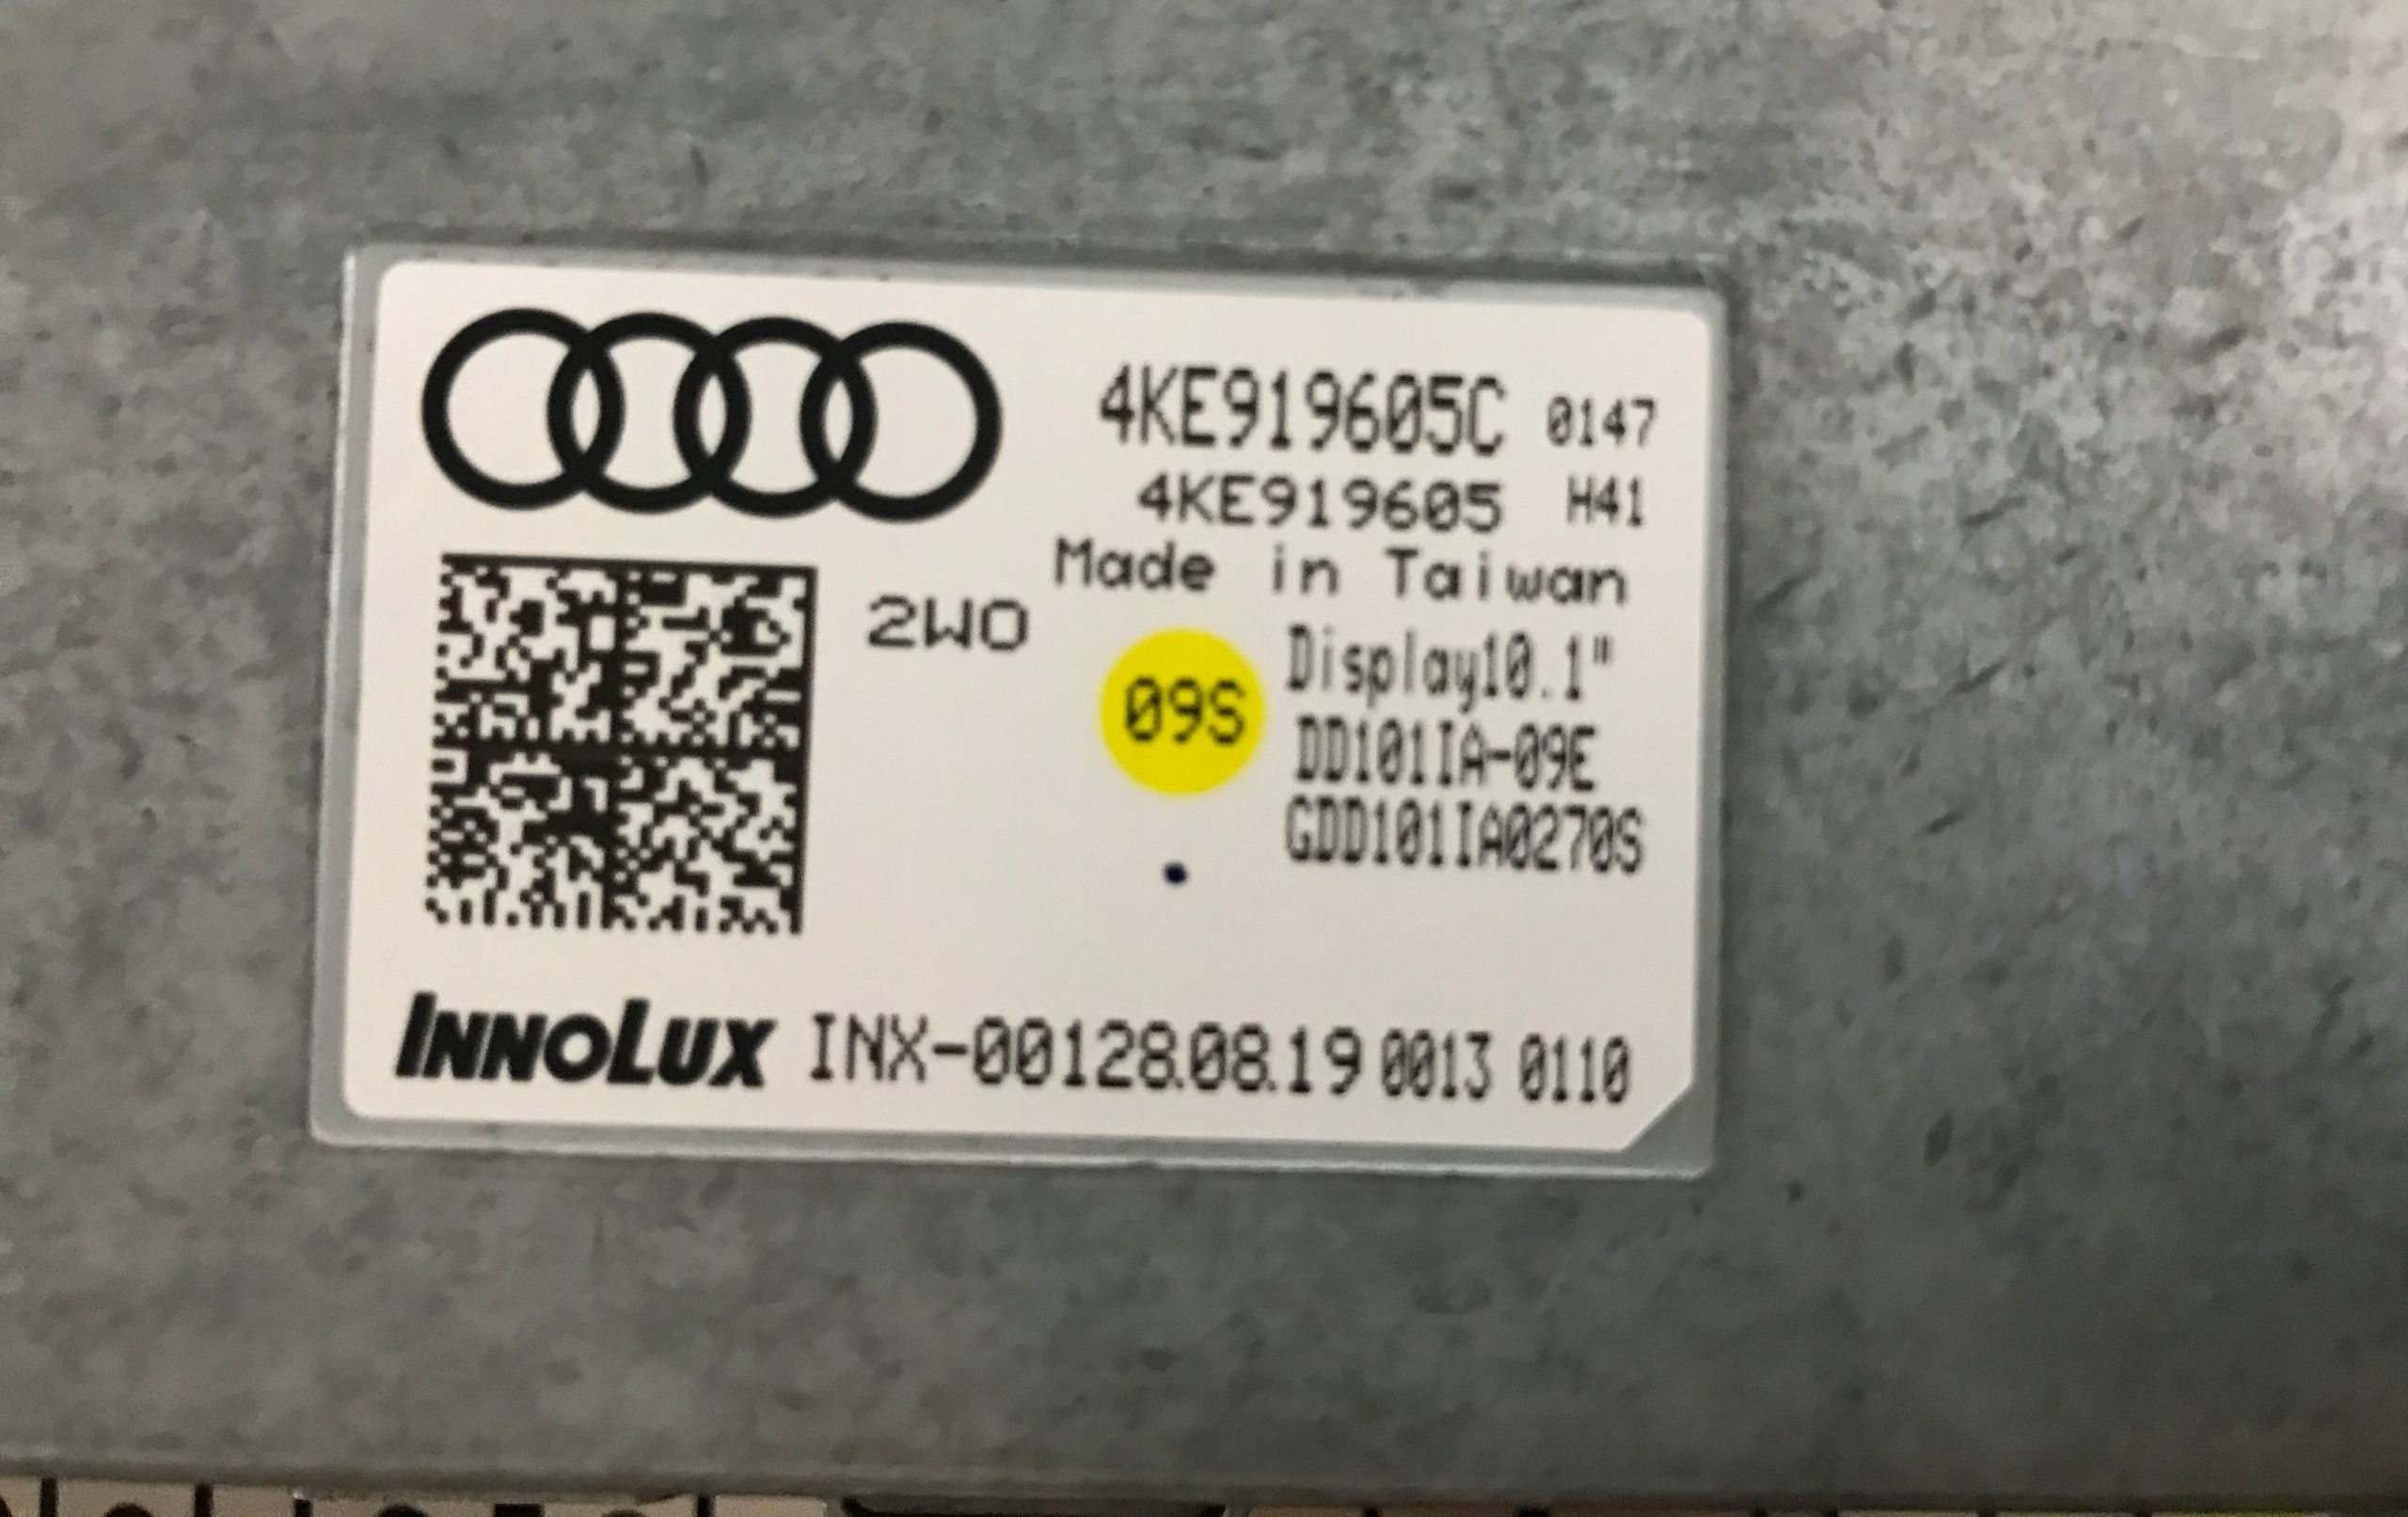 4KE919605C 0147
4KE919605 H41
Made in Taiwan
2WO
09S
Display10.1"
DD101IA-09E
GDD101IA0270S
INNOLUX INX-00128.08.19 0013 0110